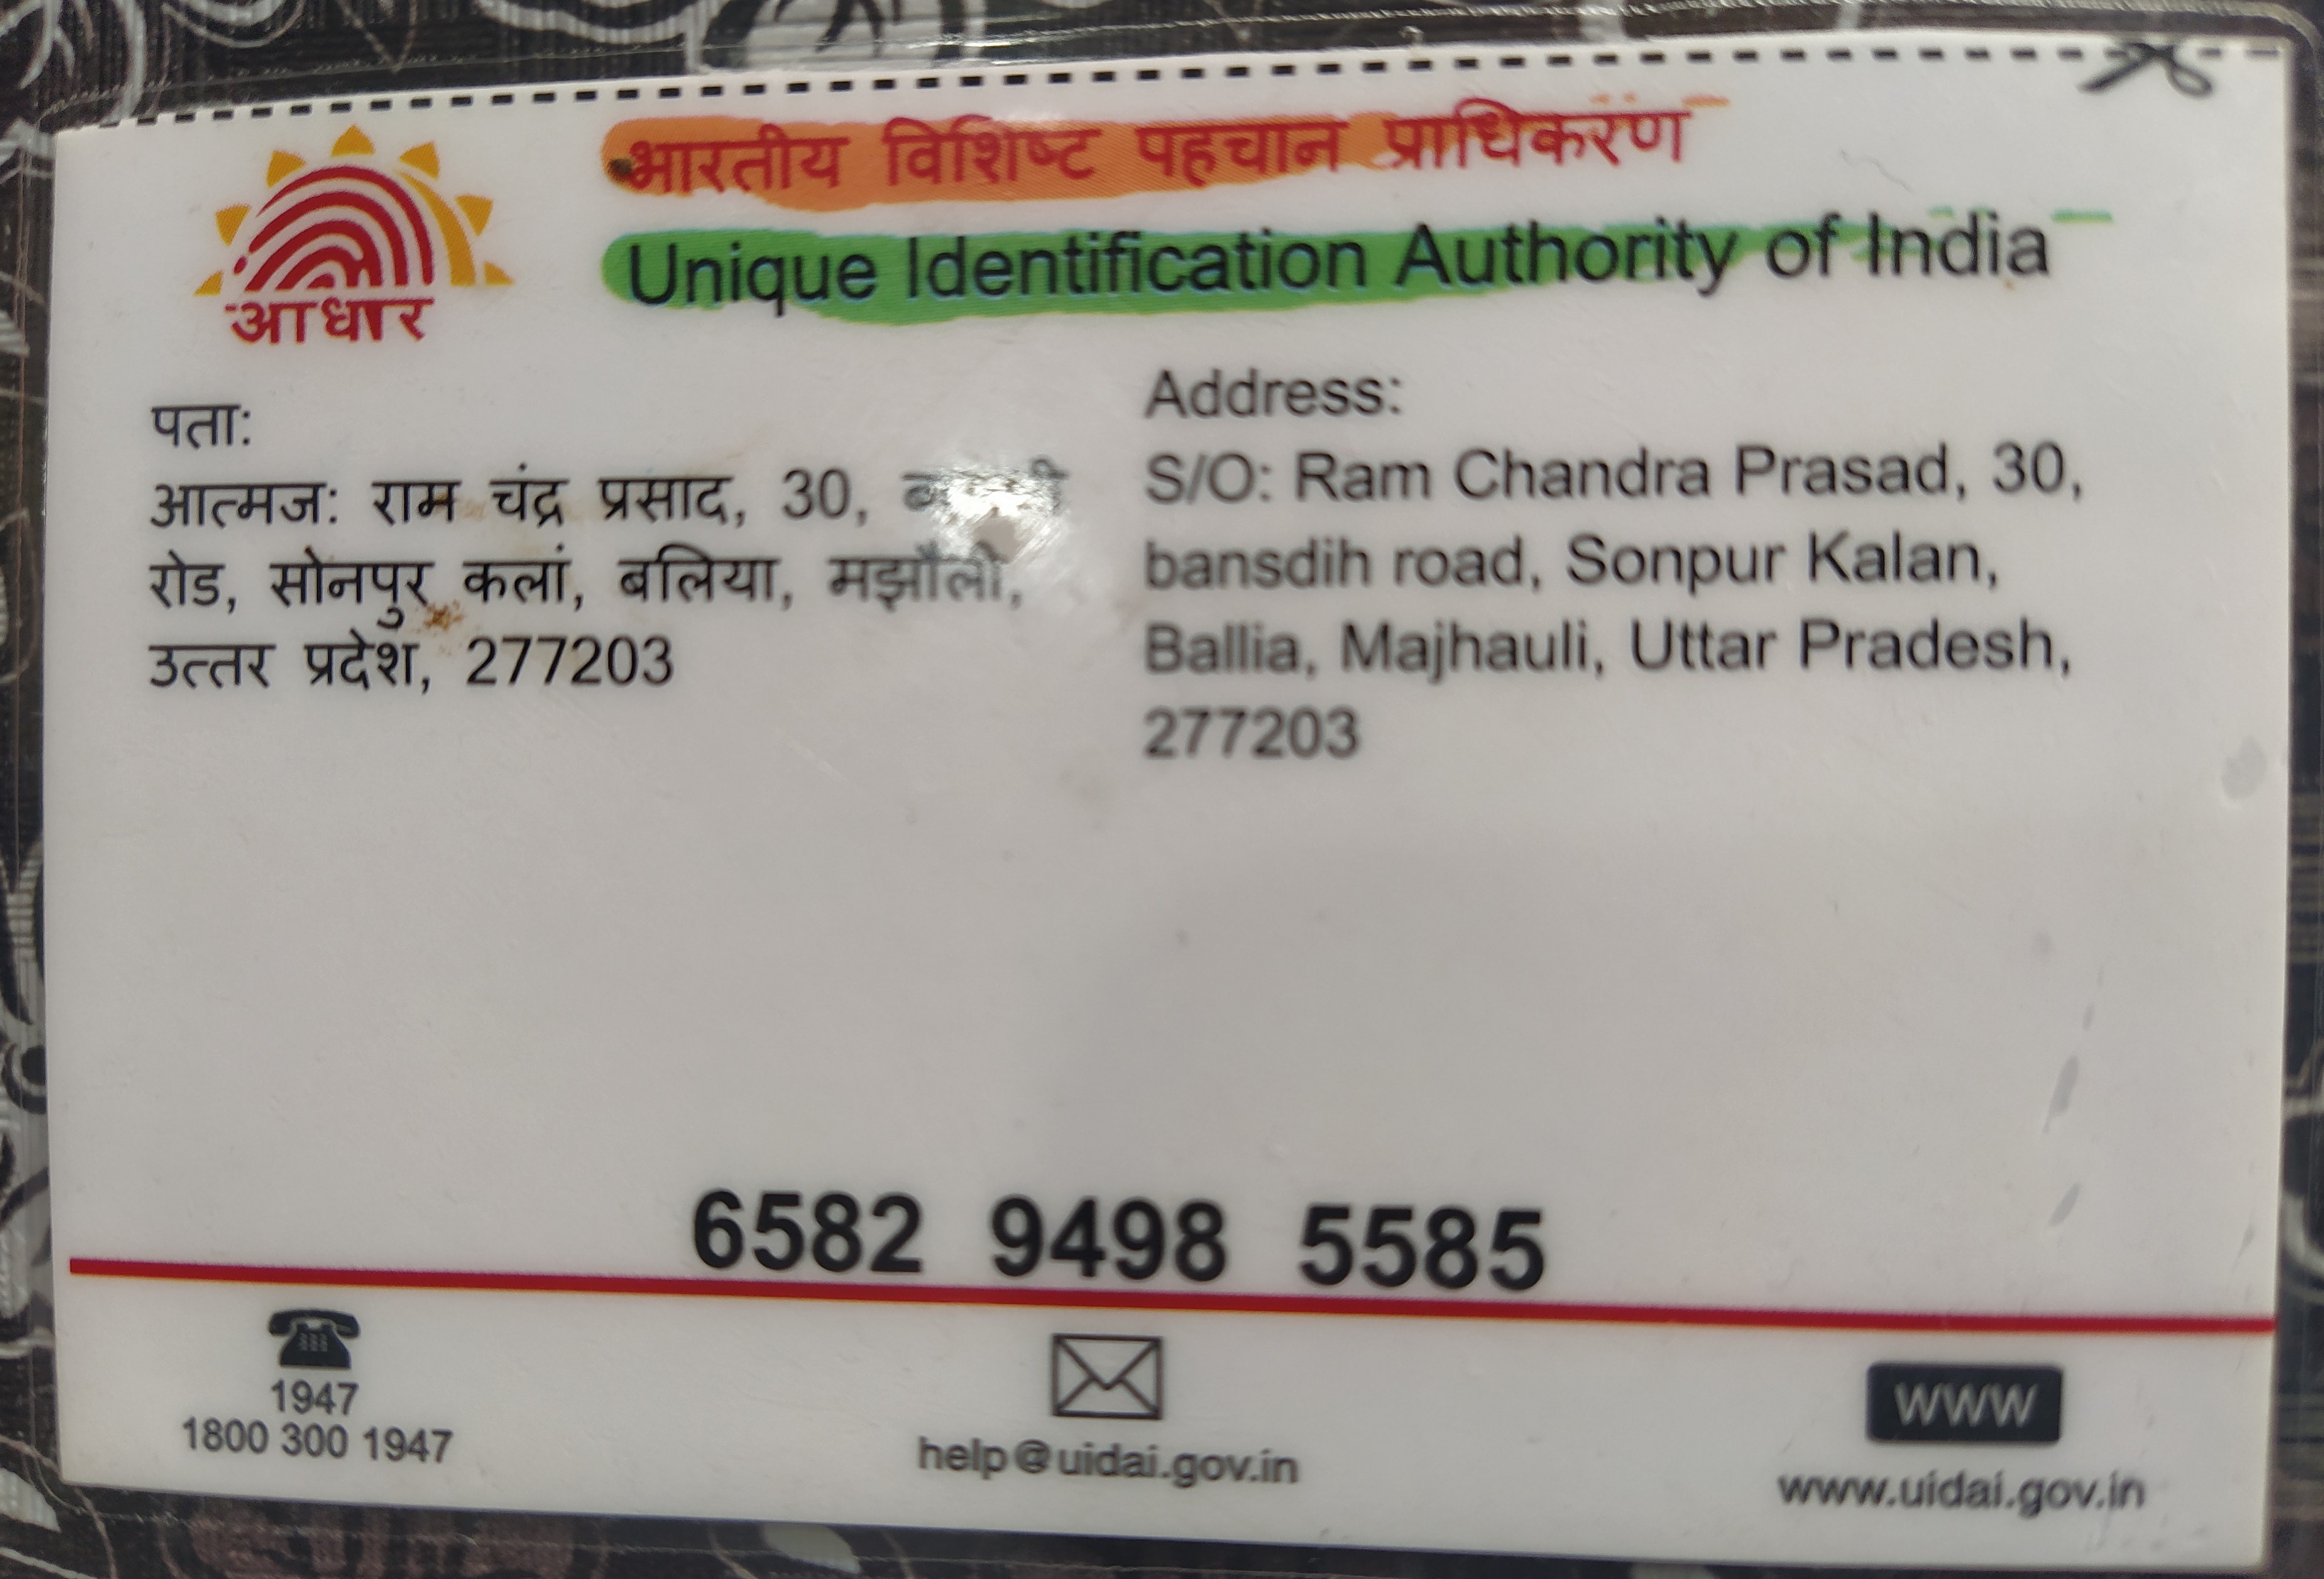 भारतीय विशिष्ट पहचान प्राधिकरण
Unique Identification Authority of India
आधार
पता:
आत्मज: राम चंद्र प्रसाद, 30,
रोड, सोनपुर कलां, बलिया, मझौली,
उत्तर प्रदेश, 277203
Address:
S/O: Ram Chandra Prasad, 30,
bansdih road, Sonpur Kalan,
Ballia, Majhauli, Uttar Pradesh,
277203
6582 9498 5585
1947
1800 300 1947
help@uidai.gov.in
www
www.uidai.gov.in